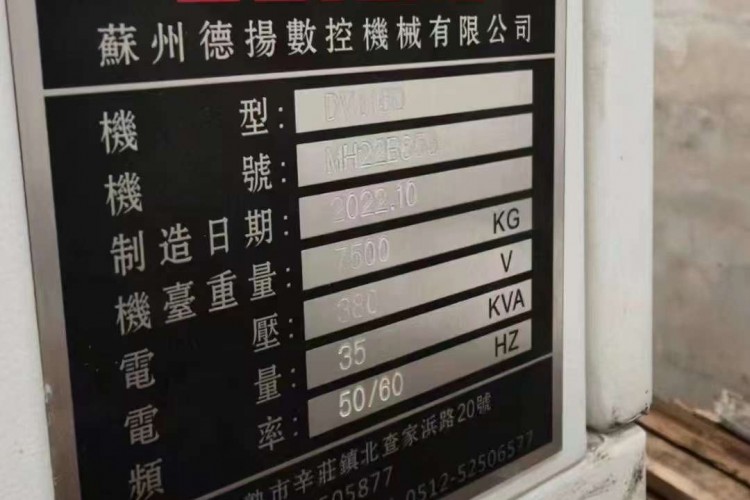 蘇州德揚數控機械有限公司
機型:
機號:
制造日期: 2022.10
機臺重量: 7500 KG
電壓: 380 V
電量: 35 KVA
頻率: 50/60 HZ
熟市辛莊鎮北查家浜路20號
505877 0512-52506577